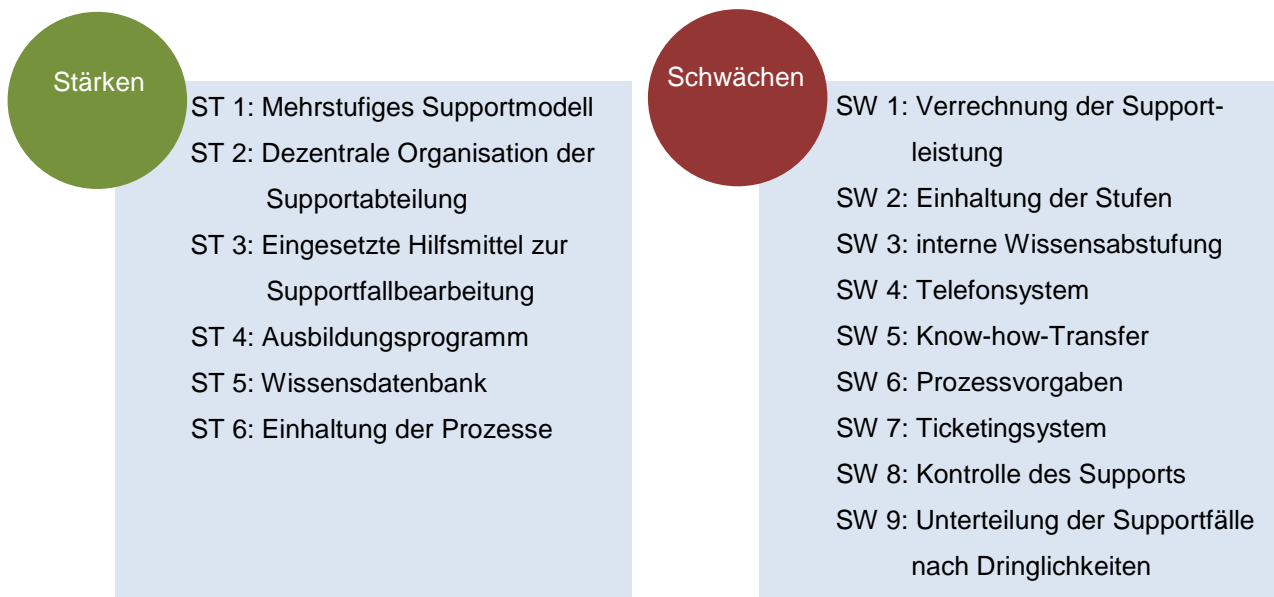 Stärken
ST 1: Mehrstufiges Supportmodell
ST 2: Dezentrale Organisation der
Supportabteilung
ST 3: Eingesetzte Hilfsmittel zur
Supportfallbearbeitung
ST 4: Ausbildungsprogramm
ST 5: Wissensdatenbank
ST 6: Einhaltung der Prozesse
Schwächen
SW 1: Verrechnung der Support-
leistung
SW 2: Einhaltung der Stufen
SW 3: interne Wissensabstufung
SW 4: Telefonsystem
SW 5: Know-how-Transfer
SW 6: Prozessvorgaben
SW 7: Ticketingsystem
SW 8: Kontrolle des Supports
SW 9: Unterteilung der Supportfälle
nach Dringlichkeiten